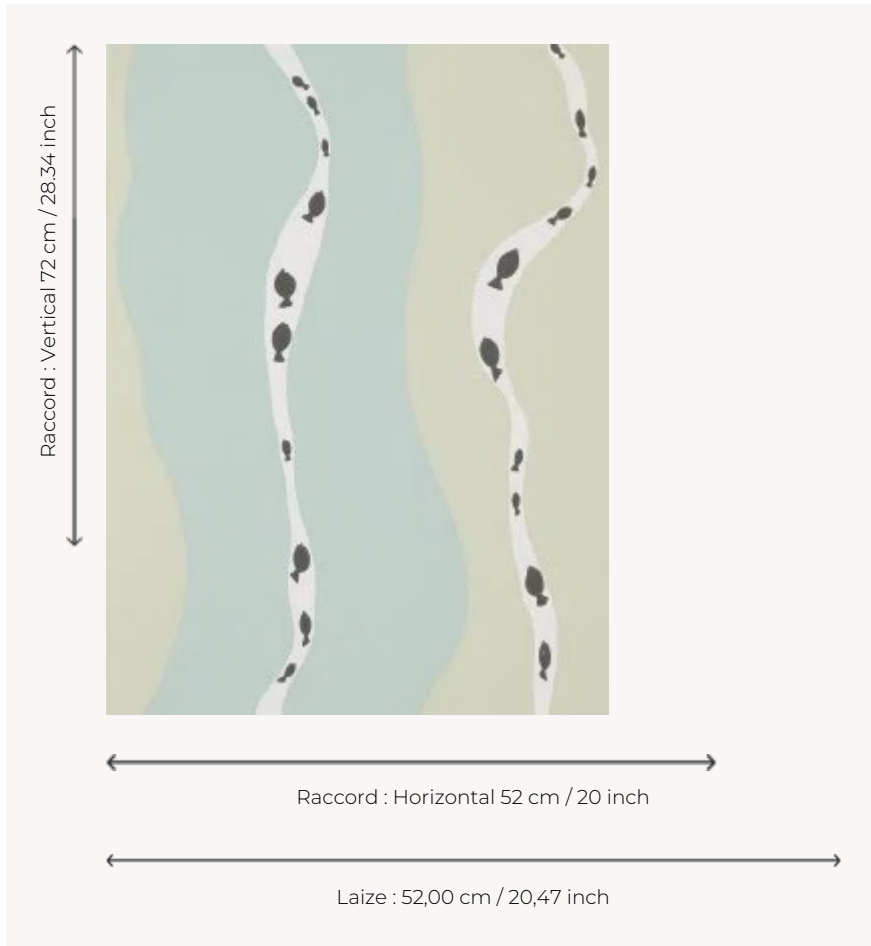 Raccord : Vertical 72 cm / 28.34 inch
Raccord : Horizontal 52 cm / 20 inch
Laize : 52,00 cm / 20,47 inch